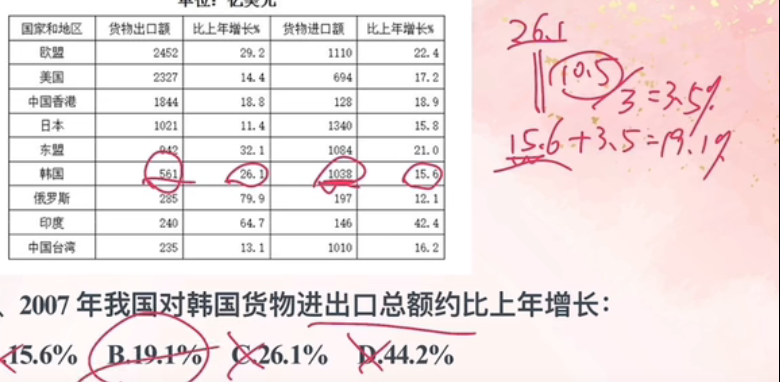 单位：亿美元
国家和地区 货物出口额 比上年增长% 货物进口额 比上年增长%
欧盟 2452 29.2 1110 22.4
美国 2327 14.4 694 17.2
中国香港 1844 18.8 128 18.9
日本 1021 11.4 1340 15.8
东盟 942 32.1 1084 21.0
韩国 561 26.1 1038 15.6
俄罗斯 285 79.9 197 12.1
印度 240 64.7 146 42.4
中国台湾 235 13.1 1010 16.2
26.1
10.5/3=3.5%
15.6+3.5=19.1%
、2007 年我国对韩国货物进出口总额约比上年增长：
.15.6% B.19.1% C.26.1% D.44.2%